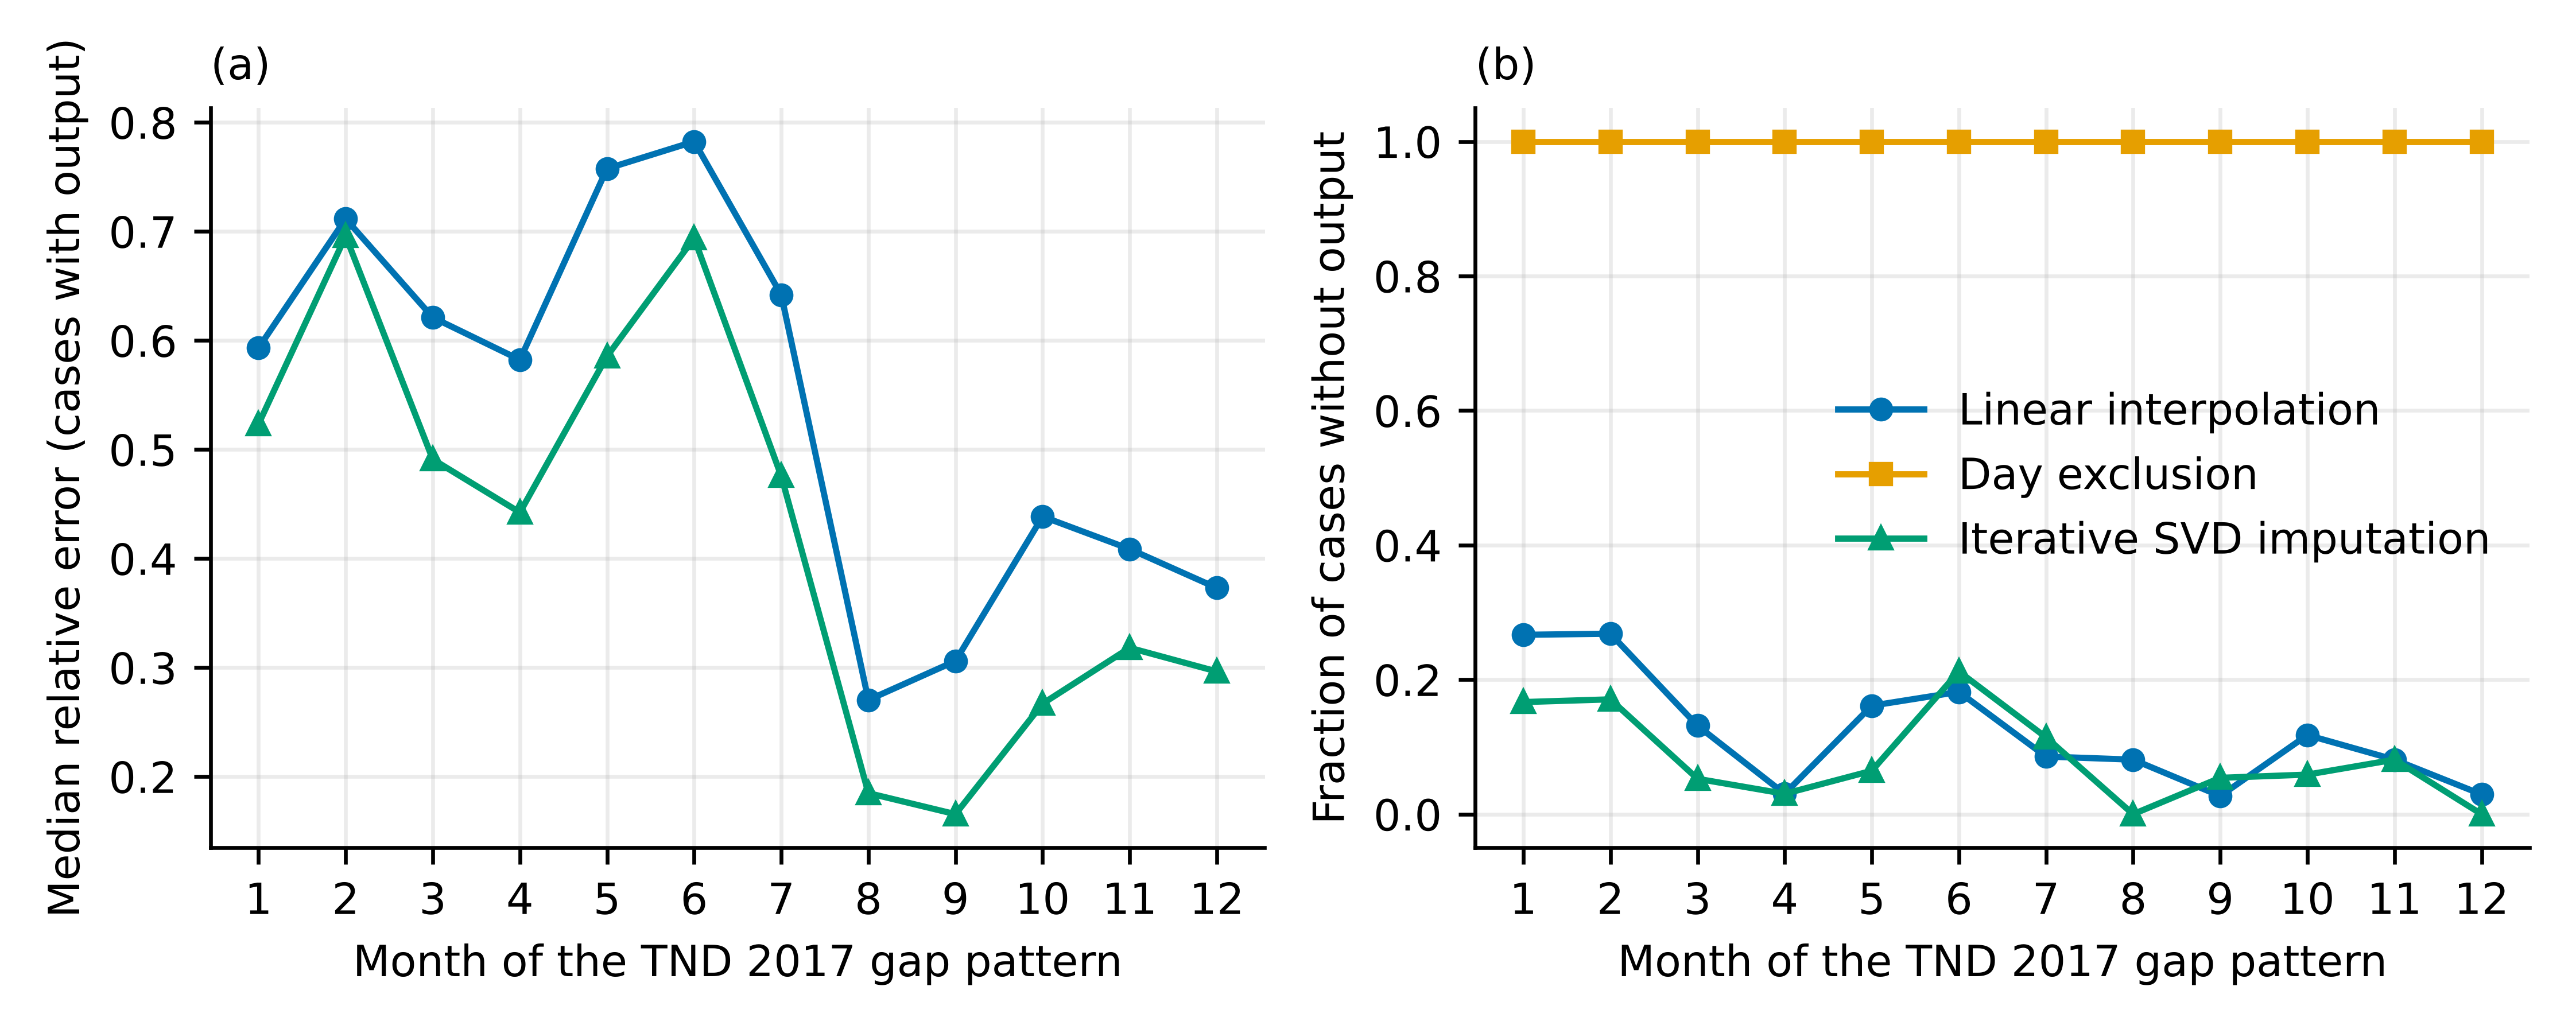 (a)
Median relative error (cases with output)
0.8
0.7
0.6
0.5
0.4
0.3
0.2
1 2 3 4 5 6 7 8 9 10 11 12
Month of the TND 2017 gap pattern
(b)
Fraction of cases without output
1.0
0.8
0.6
0.4
0.2
0.0
Linear interpolation
Day exclusion
Iterative SVD imputation
1 2 3 4 5 6 7 8 9 10 11 12
Month of the TND 2017 gap pattern